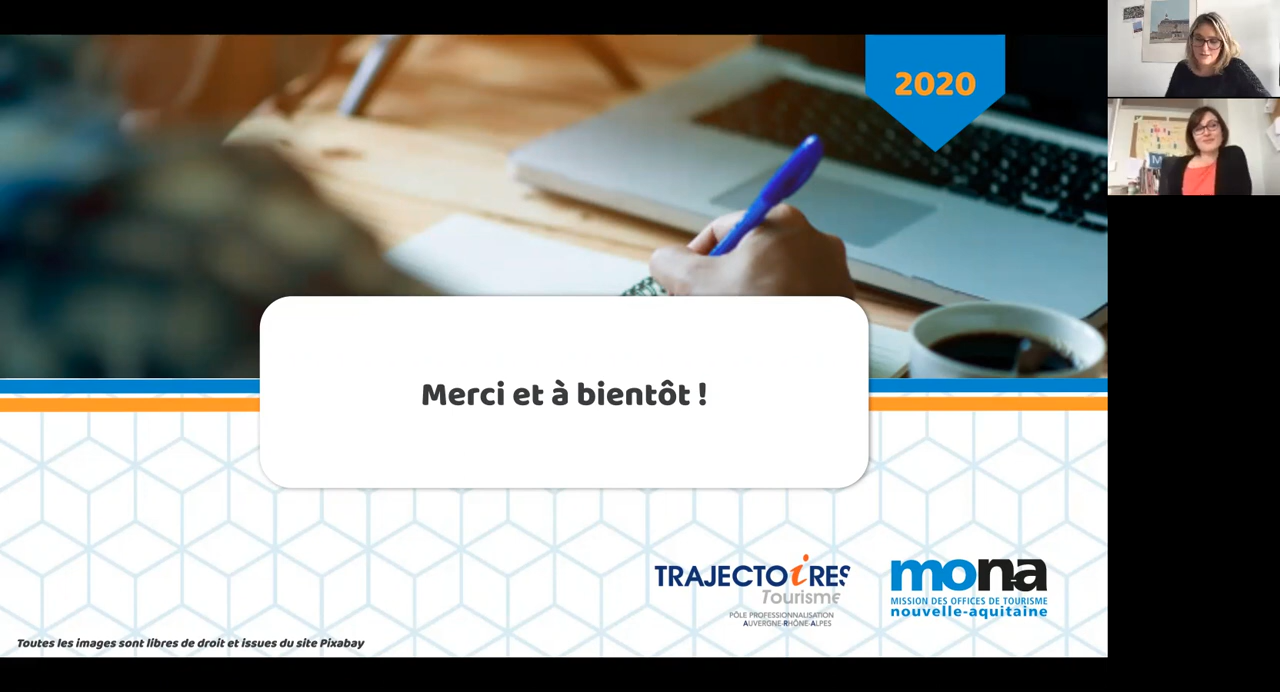 2020
Merci et à bientôt !
TRAJECTOiRES
Tourisme
PÔLE PROFESSIONNALISATION
AUVERGNE-RHÔNE-ALPES
mona
MISSION DES OFFICES DE TOURISME
nouvelle-aquitaine
Toutes les images sont libres de droit et issues du site Pixabay